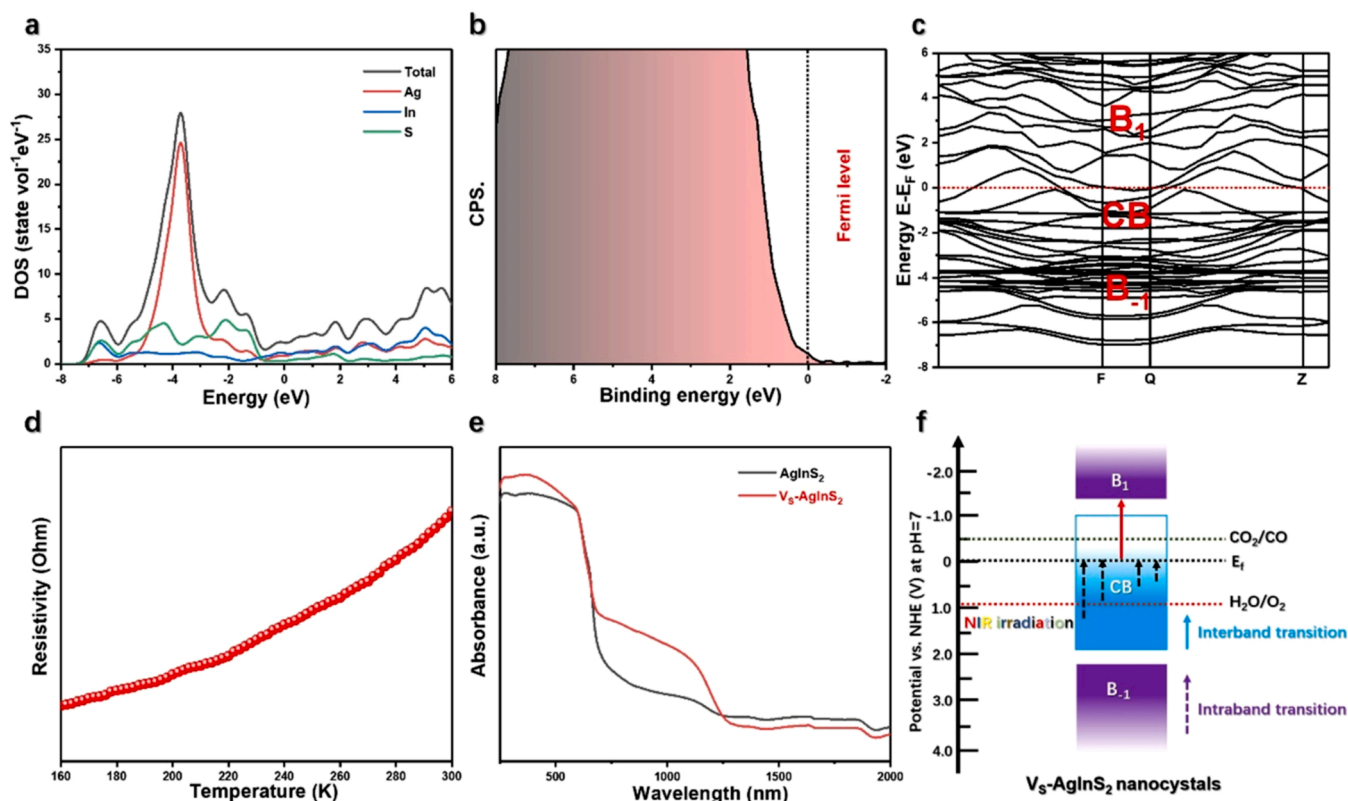 a
35
30
25
20
15
10
5
0
DOS (state vol⁻¹eV⁻¹)
Total
Ag
In
S
-8 -6 -4 -2 0 2 4 6
Energy (eV)
b
CPS.
Fermi level
8 6 4 2 0 -2
Binding energy (eV)
c
6
4
2
0
-2
-4
-6
-8
Energy E-E_F (eV)
B₁
CB
B₋₁
F Q Z
d
Resistivity (Ohm)
160 180 200 220 240 260 280 300
Temperature (K)
e
Absorbance (a.u.)
AgInS₂
V_S-AgInS₂
500 1000 1500 2000
Wavelength (nm)
f
Potential vs. NHE (V) at pH=7
-2.0
-1.0
0
1.0
2.0
3.0
4.0
B₁
CO₂/CO
E_f
CB
H₂O/O₂
NIR irradiation
Interband transition
B₋₁
Intraband transition
V_S-AgInS₂ nanocystals